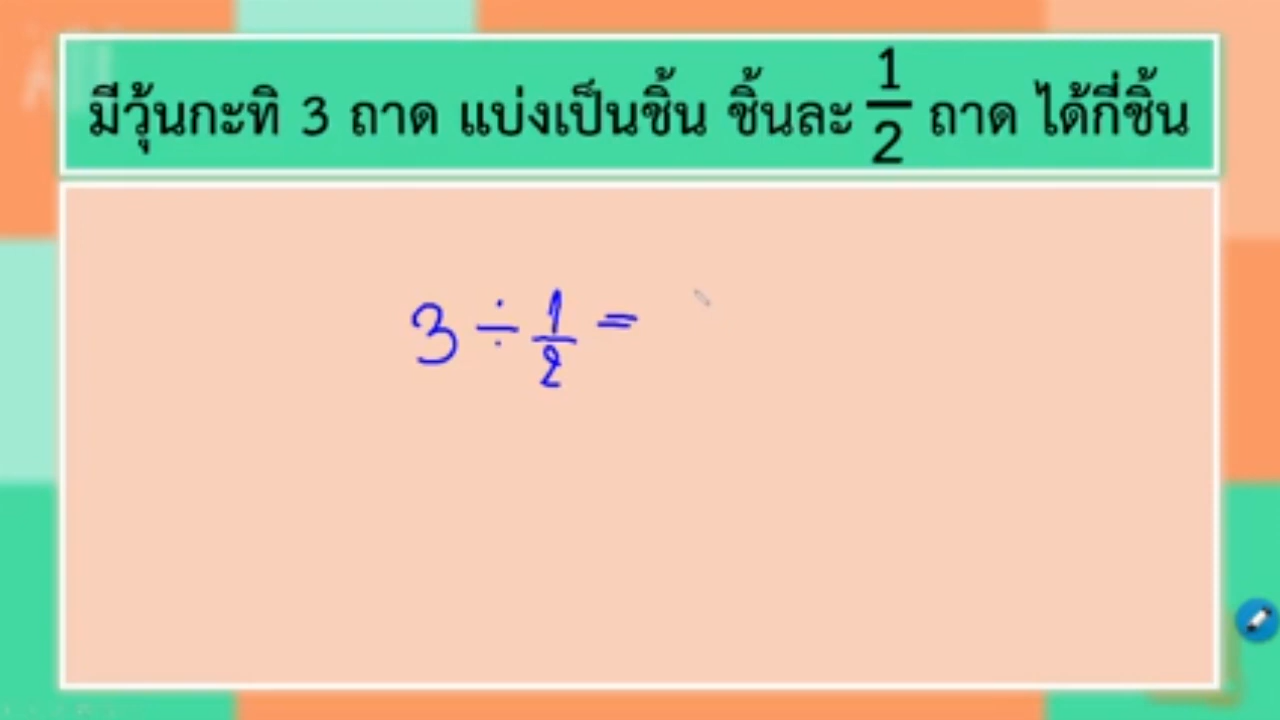 มีวุ้นกะทิ 3 ถาด แบ่งเป็นชิ้น ชิ้นละ 1/2 ถาด ได้กี่ชิ้น
3 ÷ 1/2 =